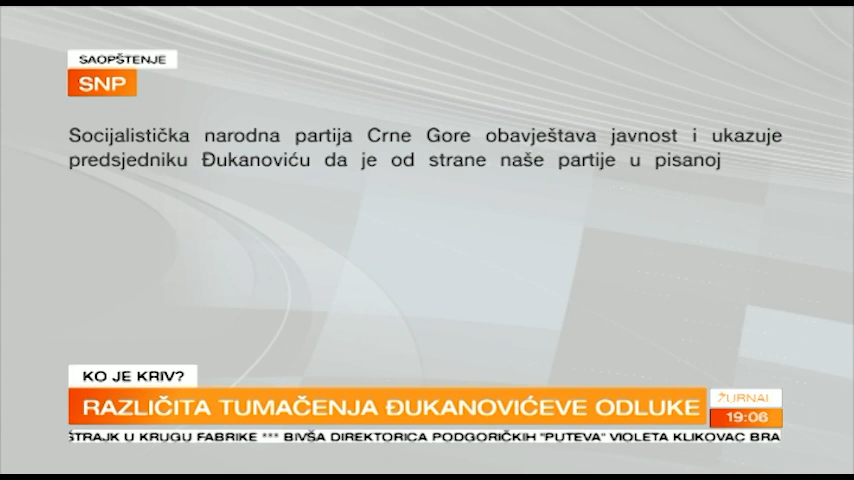 SAOPŠTENJE
SNP
Socijalistička narodna partija Crne Gore obavještava javnost i ukazuje
predsjedniku Đukanoviću da je od strane naše partije u pisanoj
KO JE KRIV?
RAZLIČITA TUMAČENJA ĐUKANOVIĆEVE ODLUKE
ŽURNAL
19:06
ŠTRAJK U KRUGU FABRIKE *** BIVŠA DIREKTORICA PODGORIČKIH "PUTEVA" VIOLETA KLIKOVAC BRA